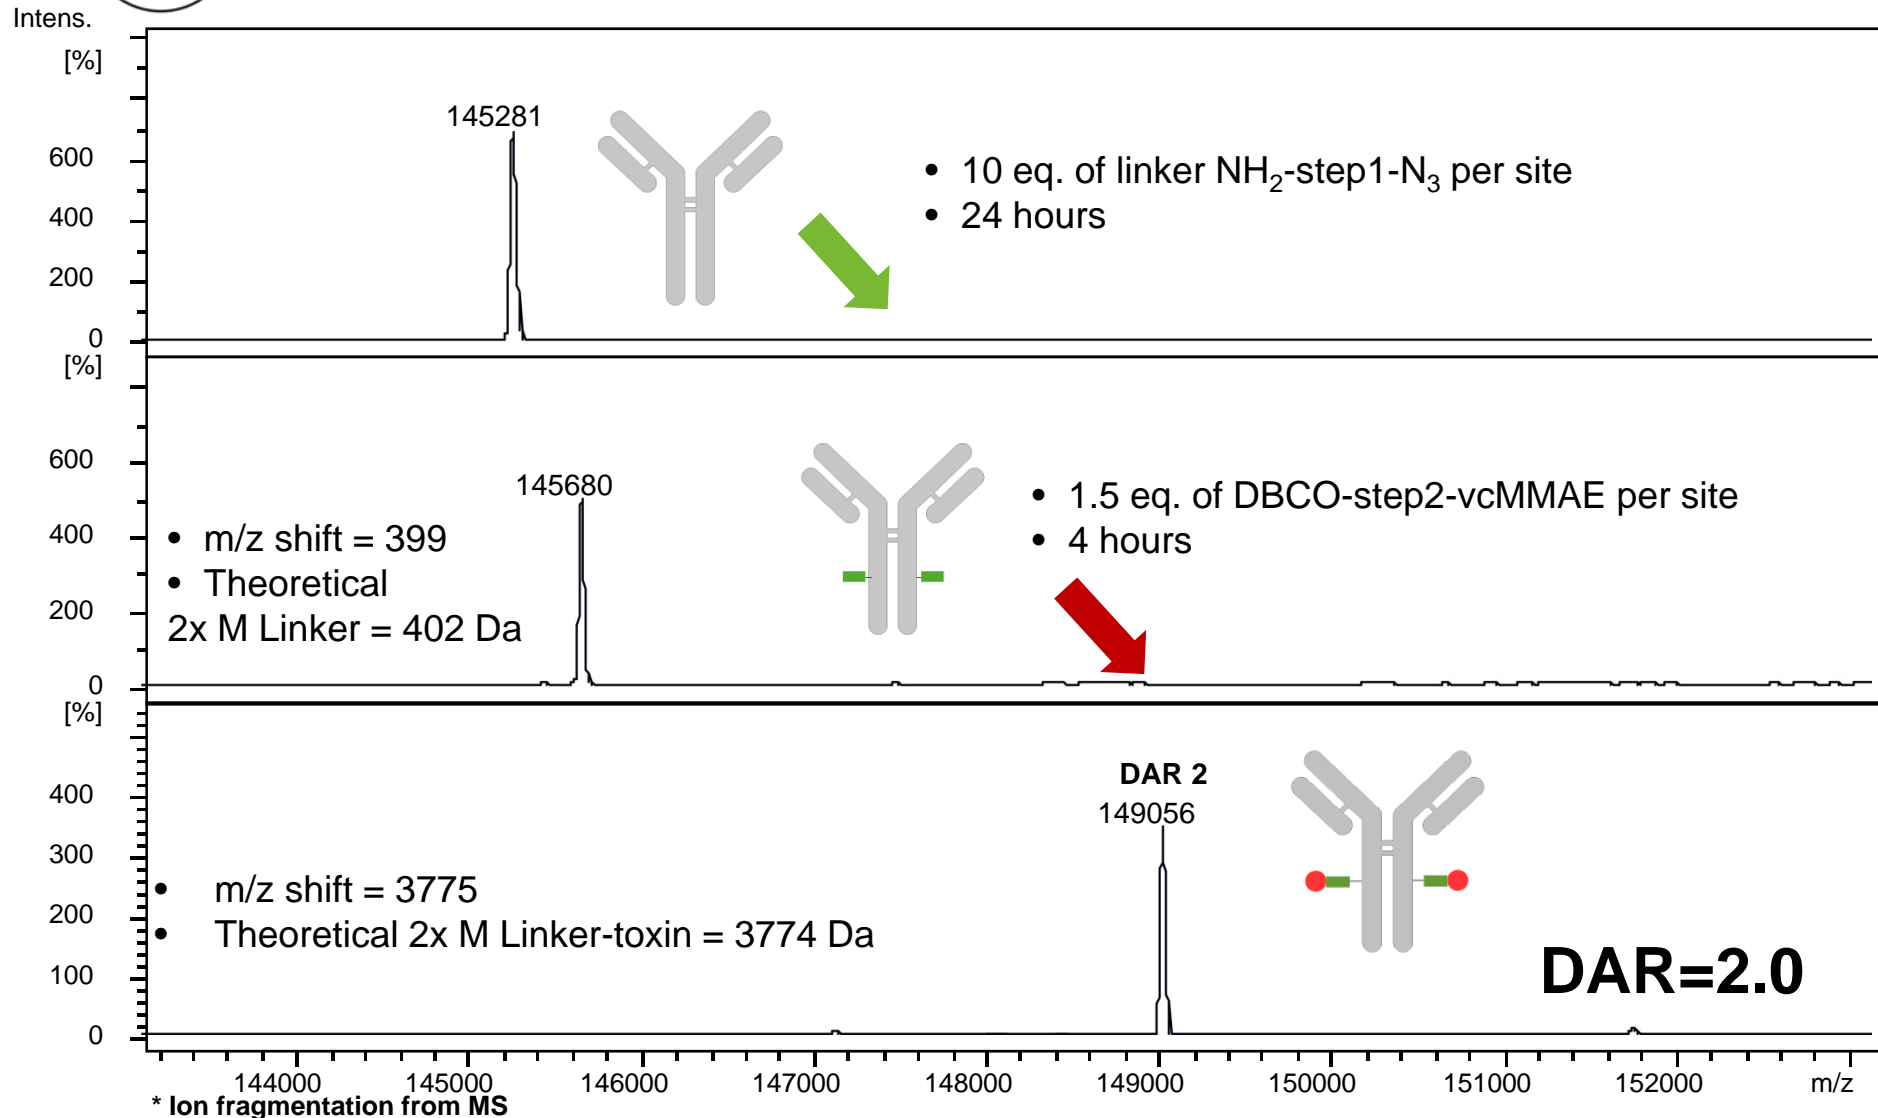 Intens.
[%]
145281
600
400
200
0
• 10 eq. of linker NH₂-step1-N₃ per site
• 24 hours
[%]
600
400
200
0
145680
• m/z shift = 399
• Theoretical
2x M Linker = 402 Da
• 1.5 eq. of DBCO-step2-vcMMAE per site
• 4 hours
[%]
400
300
200
100
0
DAR 2
149056
• m/z shift = 3775
• Theoretical 2x M Linker-toxin = 3774 Da
DAR=2.0
144000 145000 146000 147000 148000 149000 150000 151000 152000 m/z
* Ion fragmentation from MS